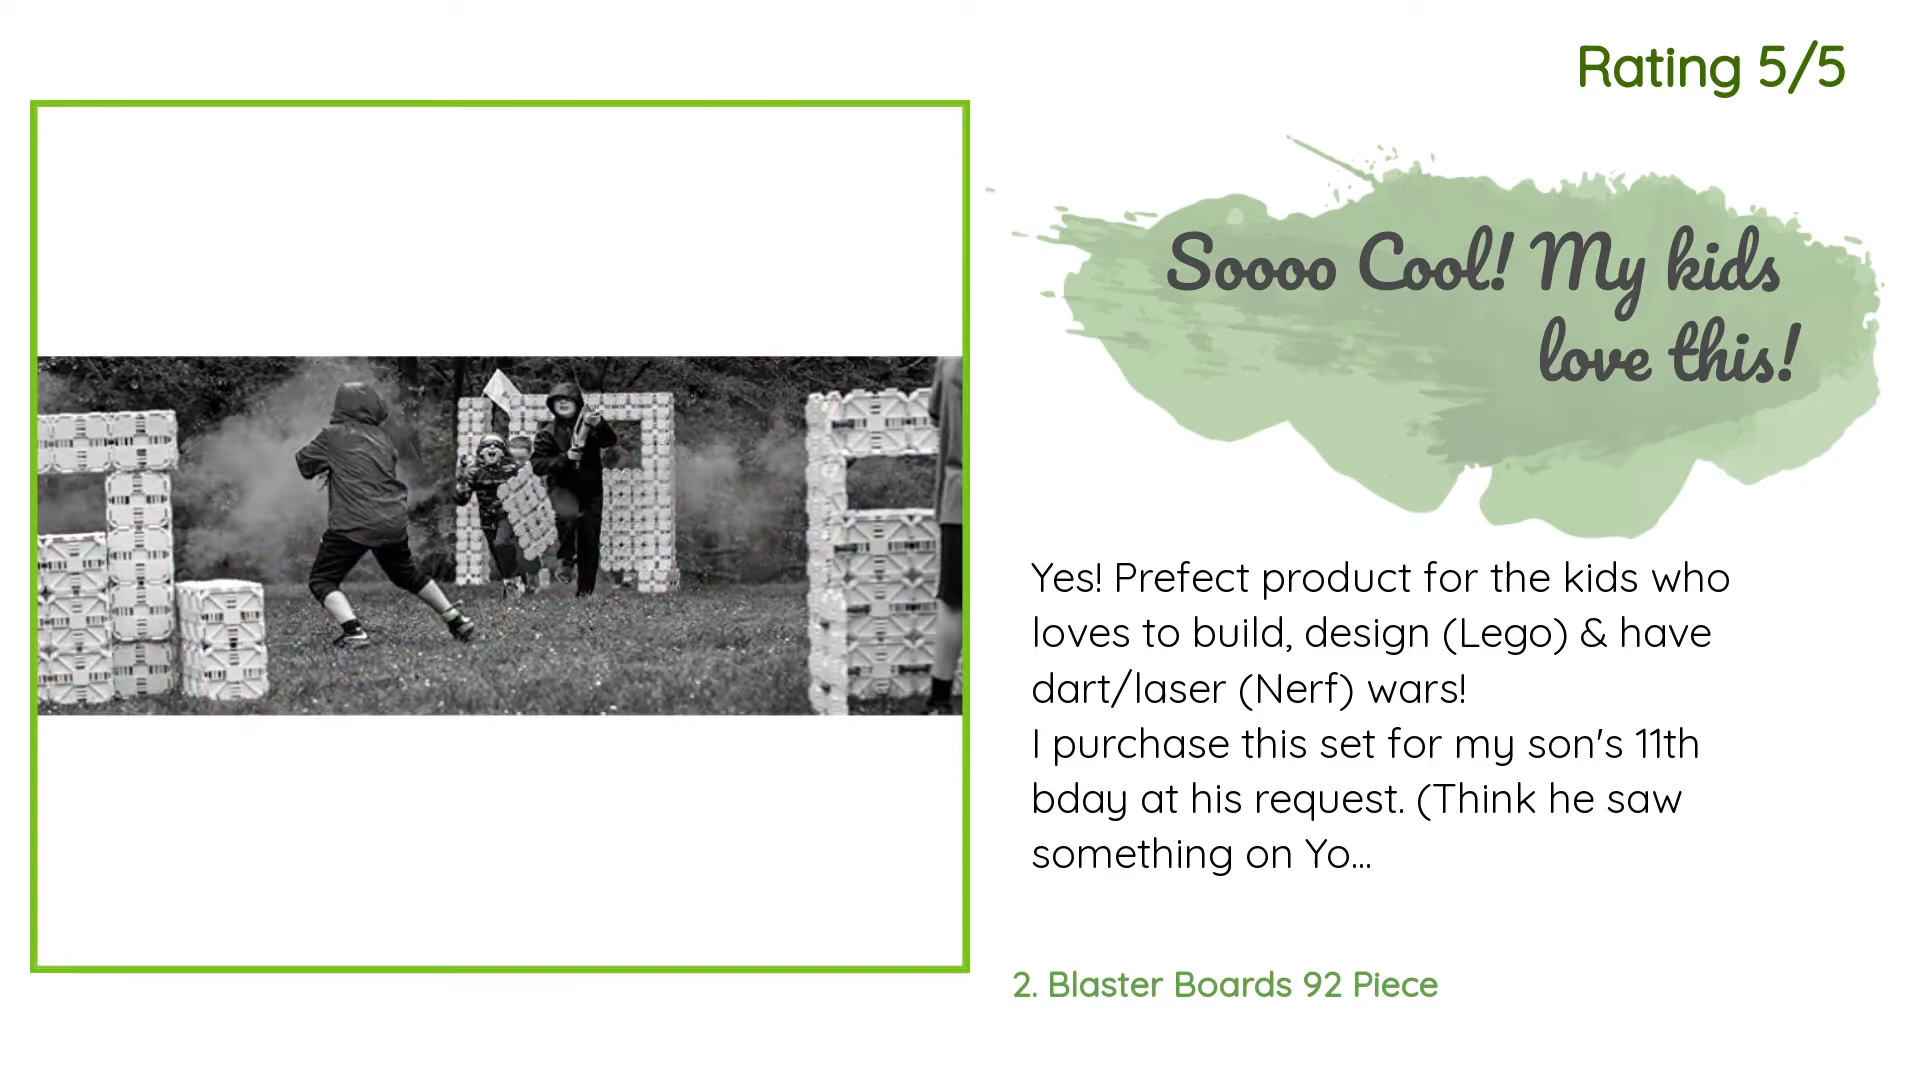 Rating 5/5
Soooo Cool! My kids
love this!
Yes! Prefect product for the kids who
loves to build, design (Lego) & have
dart/laser (Nerf) wars!
I purchase this set for my son's 11th
bday at his request. (Think he saw
something on Yo...
2. Blaster Boards 92 Piece